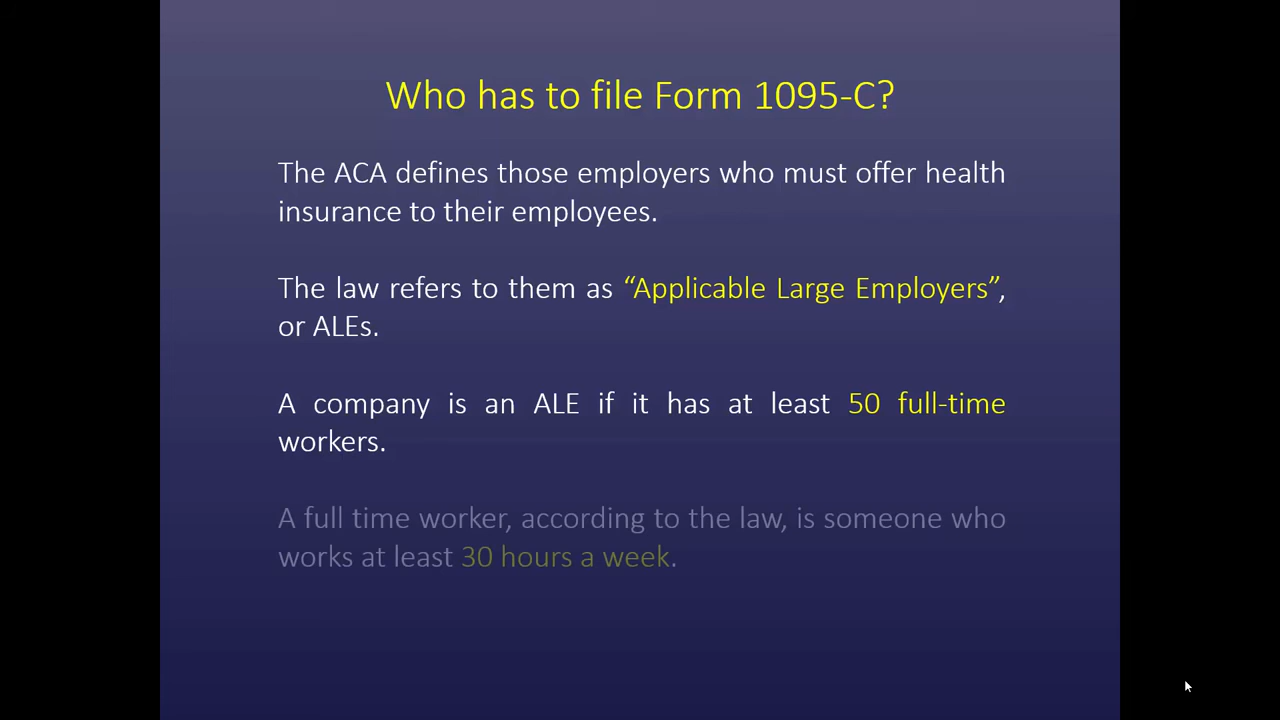 Who has to file Form 1095-C?
The ACA defines those employers who must offer health
insurance to their employees.
The law refers to them as “Applicable Large Employers”,
or ALEs.
A company is an ALE if it has at least 50 full-time
workers.
A full time worker, according to the law, is someone who
works at least 30 hours a week.